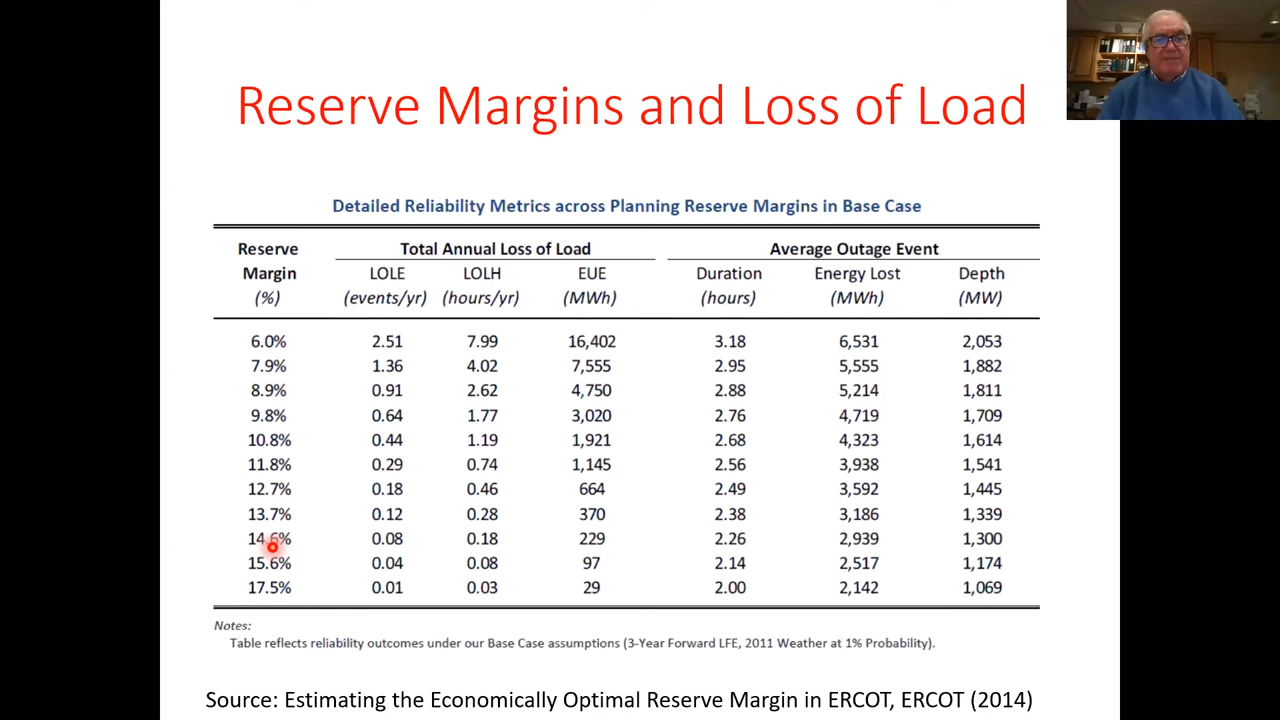 Reserve Margins and Loss of Load
Detailed Reliability Metrics across Planning Reserve Margins in Base Case
Reserve Total Annual Loss of Load Average Outage Event
Margin LOLE LOLH EUE Duration Energy Lost Depth
(%) (events/yr) (hours/yr) (MWh) (hours) (MWh) (MW)
6.0% 2.51 7.99 16,402 3.18 6,531 2,053
7.9% 1.36 4.02 7,555 2.95 5,555 1,882
8.9% 0.91 2.62 4,750 2.88 5,214 1,811
9.8% 0.64 1.77 3,020 2.76 4,719 1,709
10.8% 0.44 1.19 1,921 2.68 4,323 1,614
11.8% 0.29 0.74 1,145 2.56 3,938 1,541
12.7% 0.18 0.46 664 2.49 3,592 1,445
13.7% 0.12 0.28 370 2.38 3,186 1,339
14.6% 0.08 0.18 229 2.26 2,939 1,300
15.6% 0.04 0.08 97 2.14 2,517 1,174
17.5% 0.01 0.03 29 2.00 2,142 1,069
Notes:
Table reflects reliability outcomes under our Base Case assumptions (3-Year Forward LFE, 2011 Weather at 1% Probability).
Source: Estimating the Economically Optimal Reserve Margin in ERCOT, ERCOT (2014)